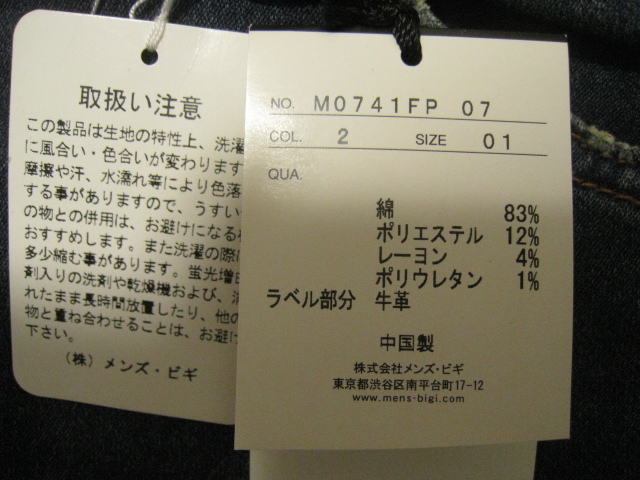 取扱い注意
この製品は生地の特性上、洗濯
に風合い・色合いが変わります
摩擦や汗、水濡れ等により色落
する事がありますので、うすい
の物との併用は、お避けになる
おすすめします。また洗濯の際
多少縮む事があります。蛍光増白
剤入りの洗剤や乾燥機および、
れたまま長時間放置したり、他の
物と重ね合わせることは、お避け
下さい。
(株) メンズ・ビギ
NO. M0741FP 07
COL. 2 SIZE 01
QUA.
綿 83%
ポリエステル 12%
レーヨン 4%
ポリウレタン 1%
ラベル部分 牛革
中国製
株式会社メンズ・ビギ
東京都渋谷区南平台町17-12
www.mens-bigi.com